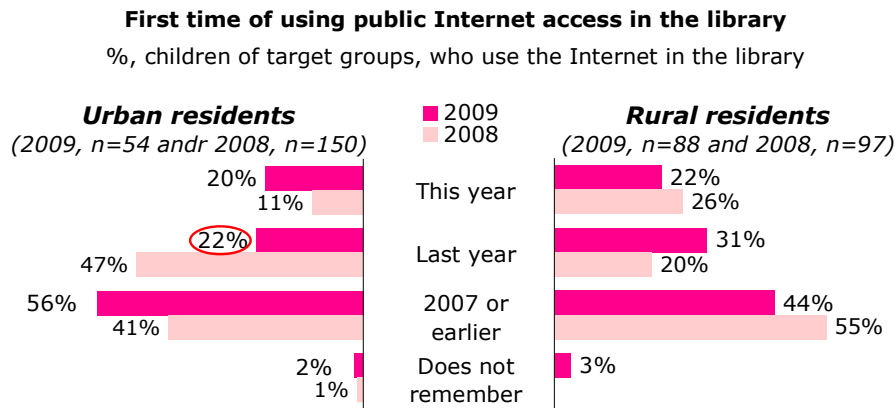 First time of using public Internet access in the library
%, children of target groups, who use the Internet in the library
Urban residents
(2009, n=54 andr 2008, n=150)
2009
2008
Rural residents
(2009, n=88 and 2008, n=97)
20%
11%
This year
22%
26%
22%
47%
Last year
31%
20%
56%
41%
2007 or
earlier
44%
55%
2%
1%
Does not
remember
3%